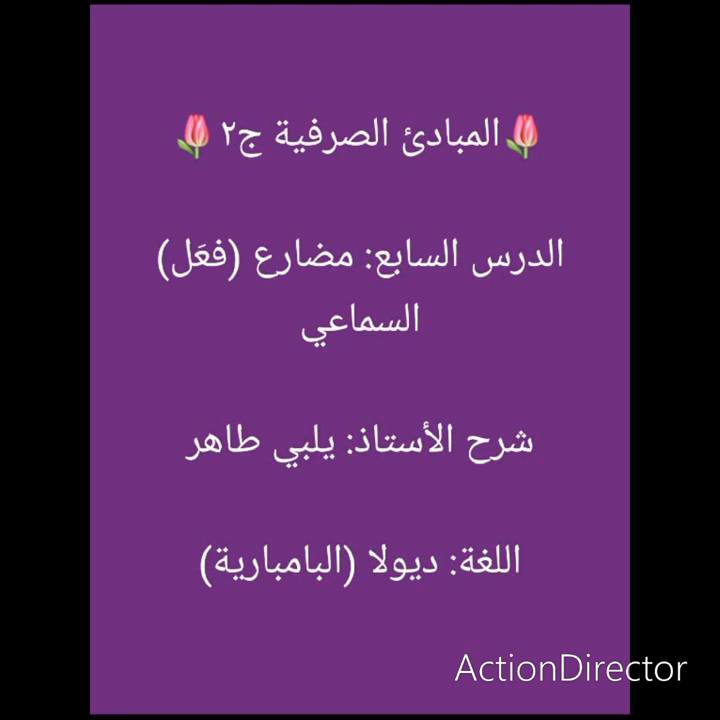 🌷المبادئ الصرفية ج٢🌷
الدرس السابع: مضارع (فعَل)
السماعي
شرح الأستاذ: يلبي طاهر
اللغة: ديولا (البامبارية)
ActionDirector